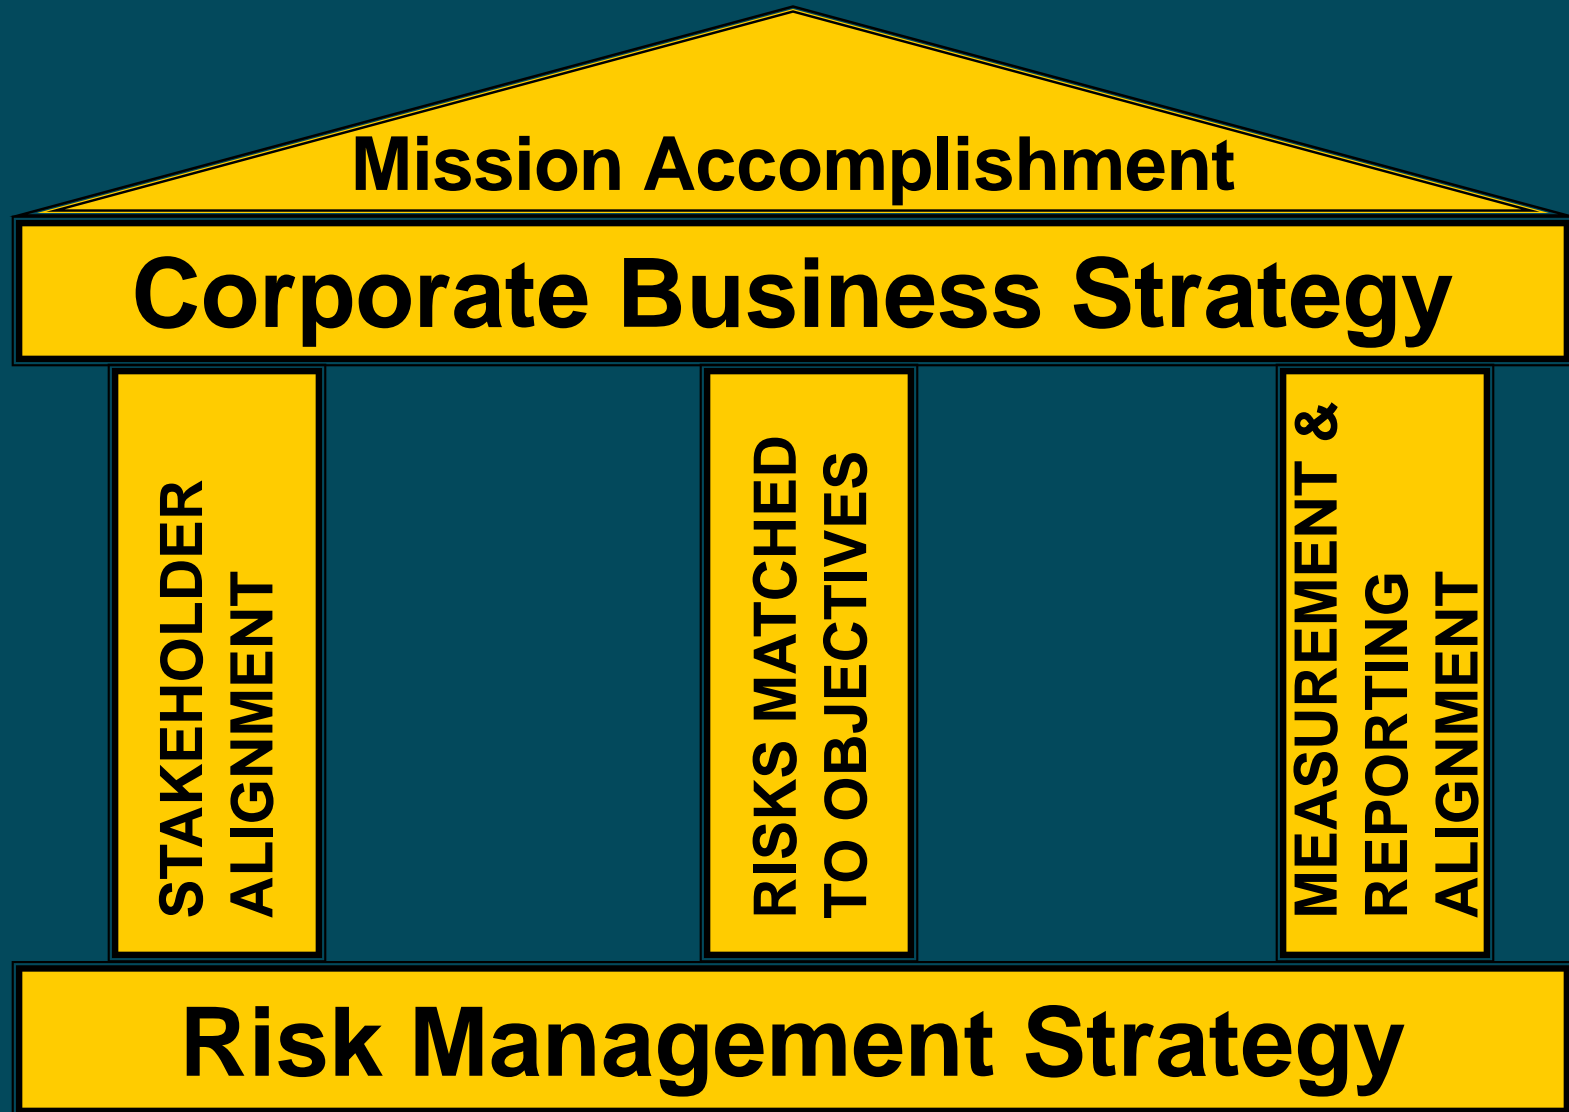 Mission Accomplishment
Corporate Business Strategy
STAKEHOLDER
ALIGNMENT
RISKS MATCHED
TO OBJECTIVES
MEASUREMENT &
REPORTING
ALIGNMENT
Risk Management Strategy